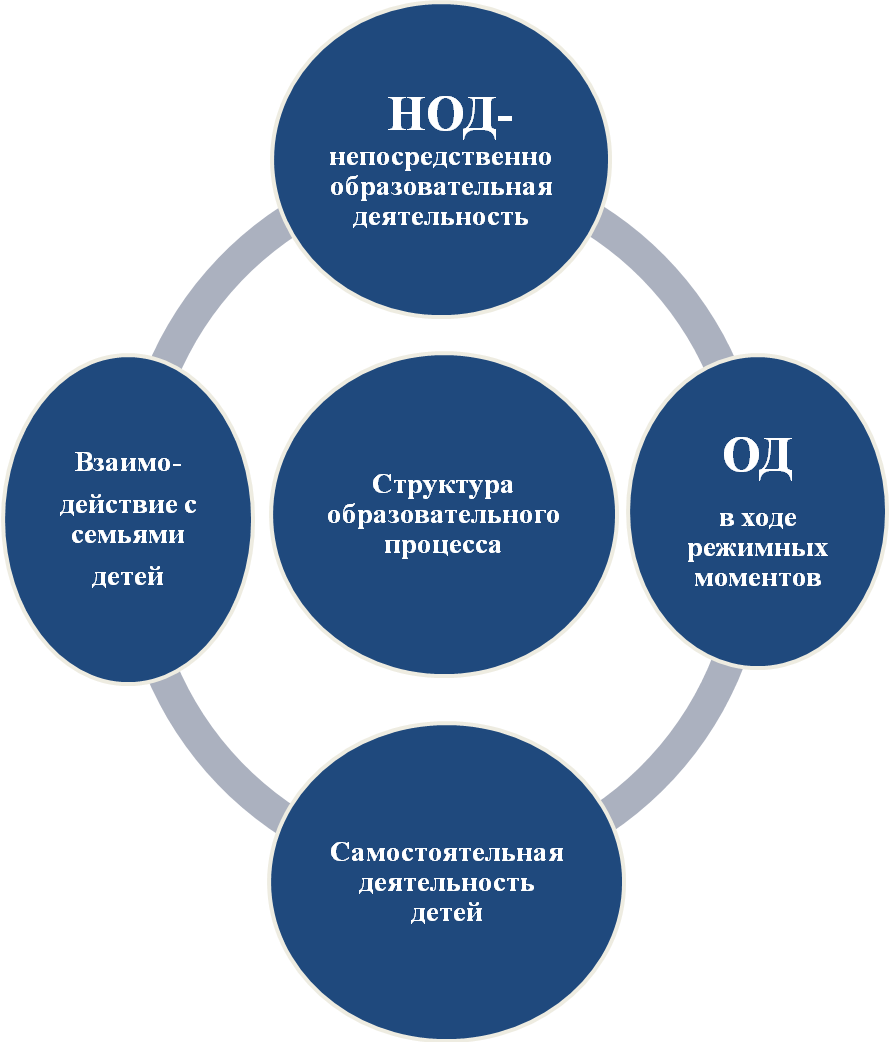 НОД-
непосредственно
образовательная
деятельность
Взаимо-
действие с
семьями
детей
Структура
образовательного
процесса
ОД
в ходе
режимных
моментов
Самостоятельная
деятельность
детей